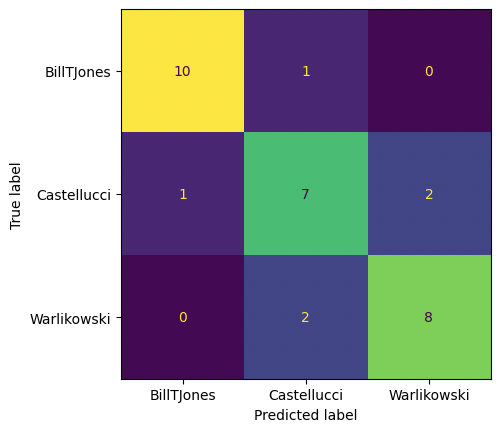 True label
BillTJones 10 1 0
Castellucci 1 7 2
Warlikowski 0 2 8
BillTJones Castellucci Warlikowski
Predicted label